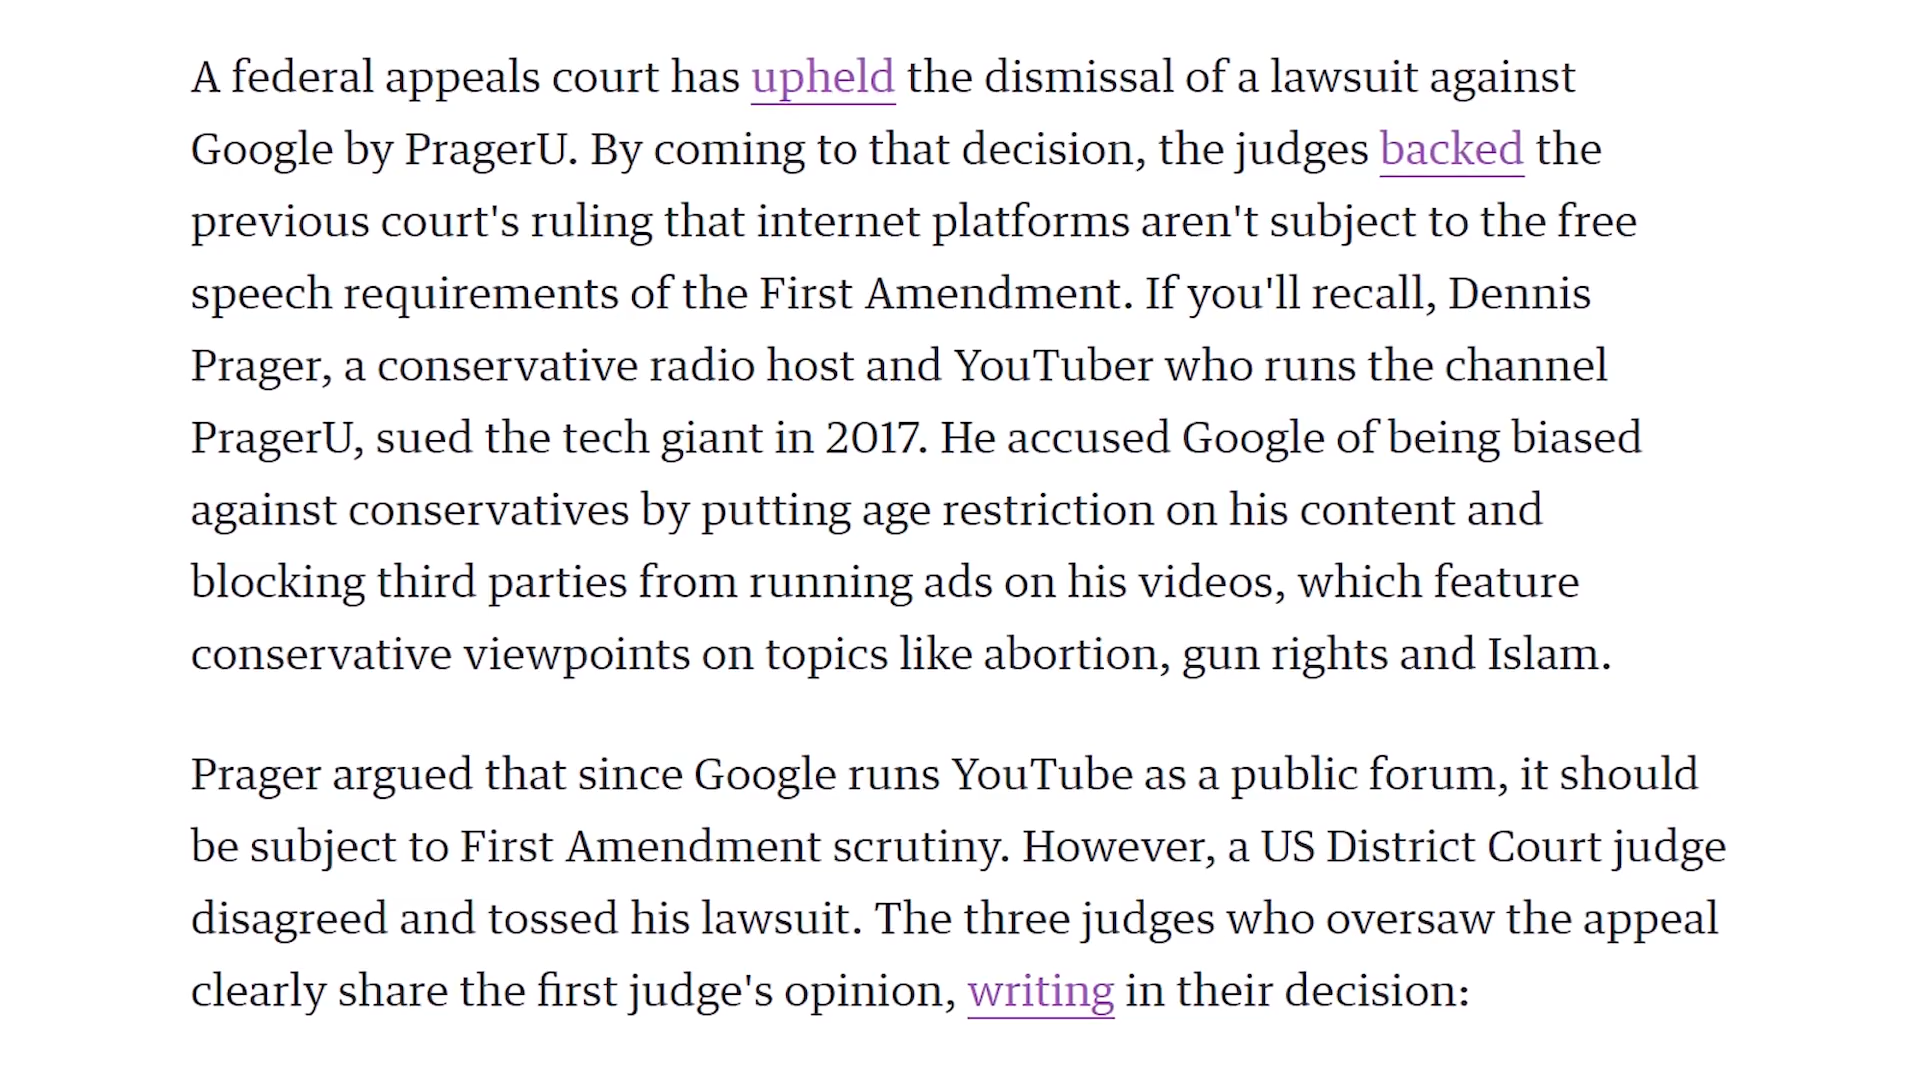 A federal appeals court has upheld the dismissal of a lawsuit against
Google by PragerU. By coming to that decision, the judges backed the
previous court's ruling that internet platforms aren't subject to the free
speech requirements of the First Amendment. If you'll recall, Dennis
Prager, a conservative radio host and YouTuber who runs the channel
PragerU, sued the tech giant in 2017. He accused Google of being biased
against conservatives by putting age restriction on his content and
blocking third parties from running ads on his videos, which feature
conservative viewpoints on topics like abortion, gun rights and Islam.
Prager argued that since Google runs YouTube as a public forum, it should
be subject to First Amendment scrutiny. However, a US District Court judge
disagreed and tossed his lawsuit. The three judges who oversaw the appeal
clearly share the first judge's opinion, writing in their decision: